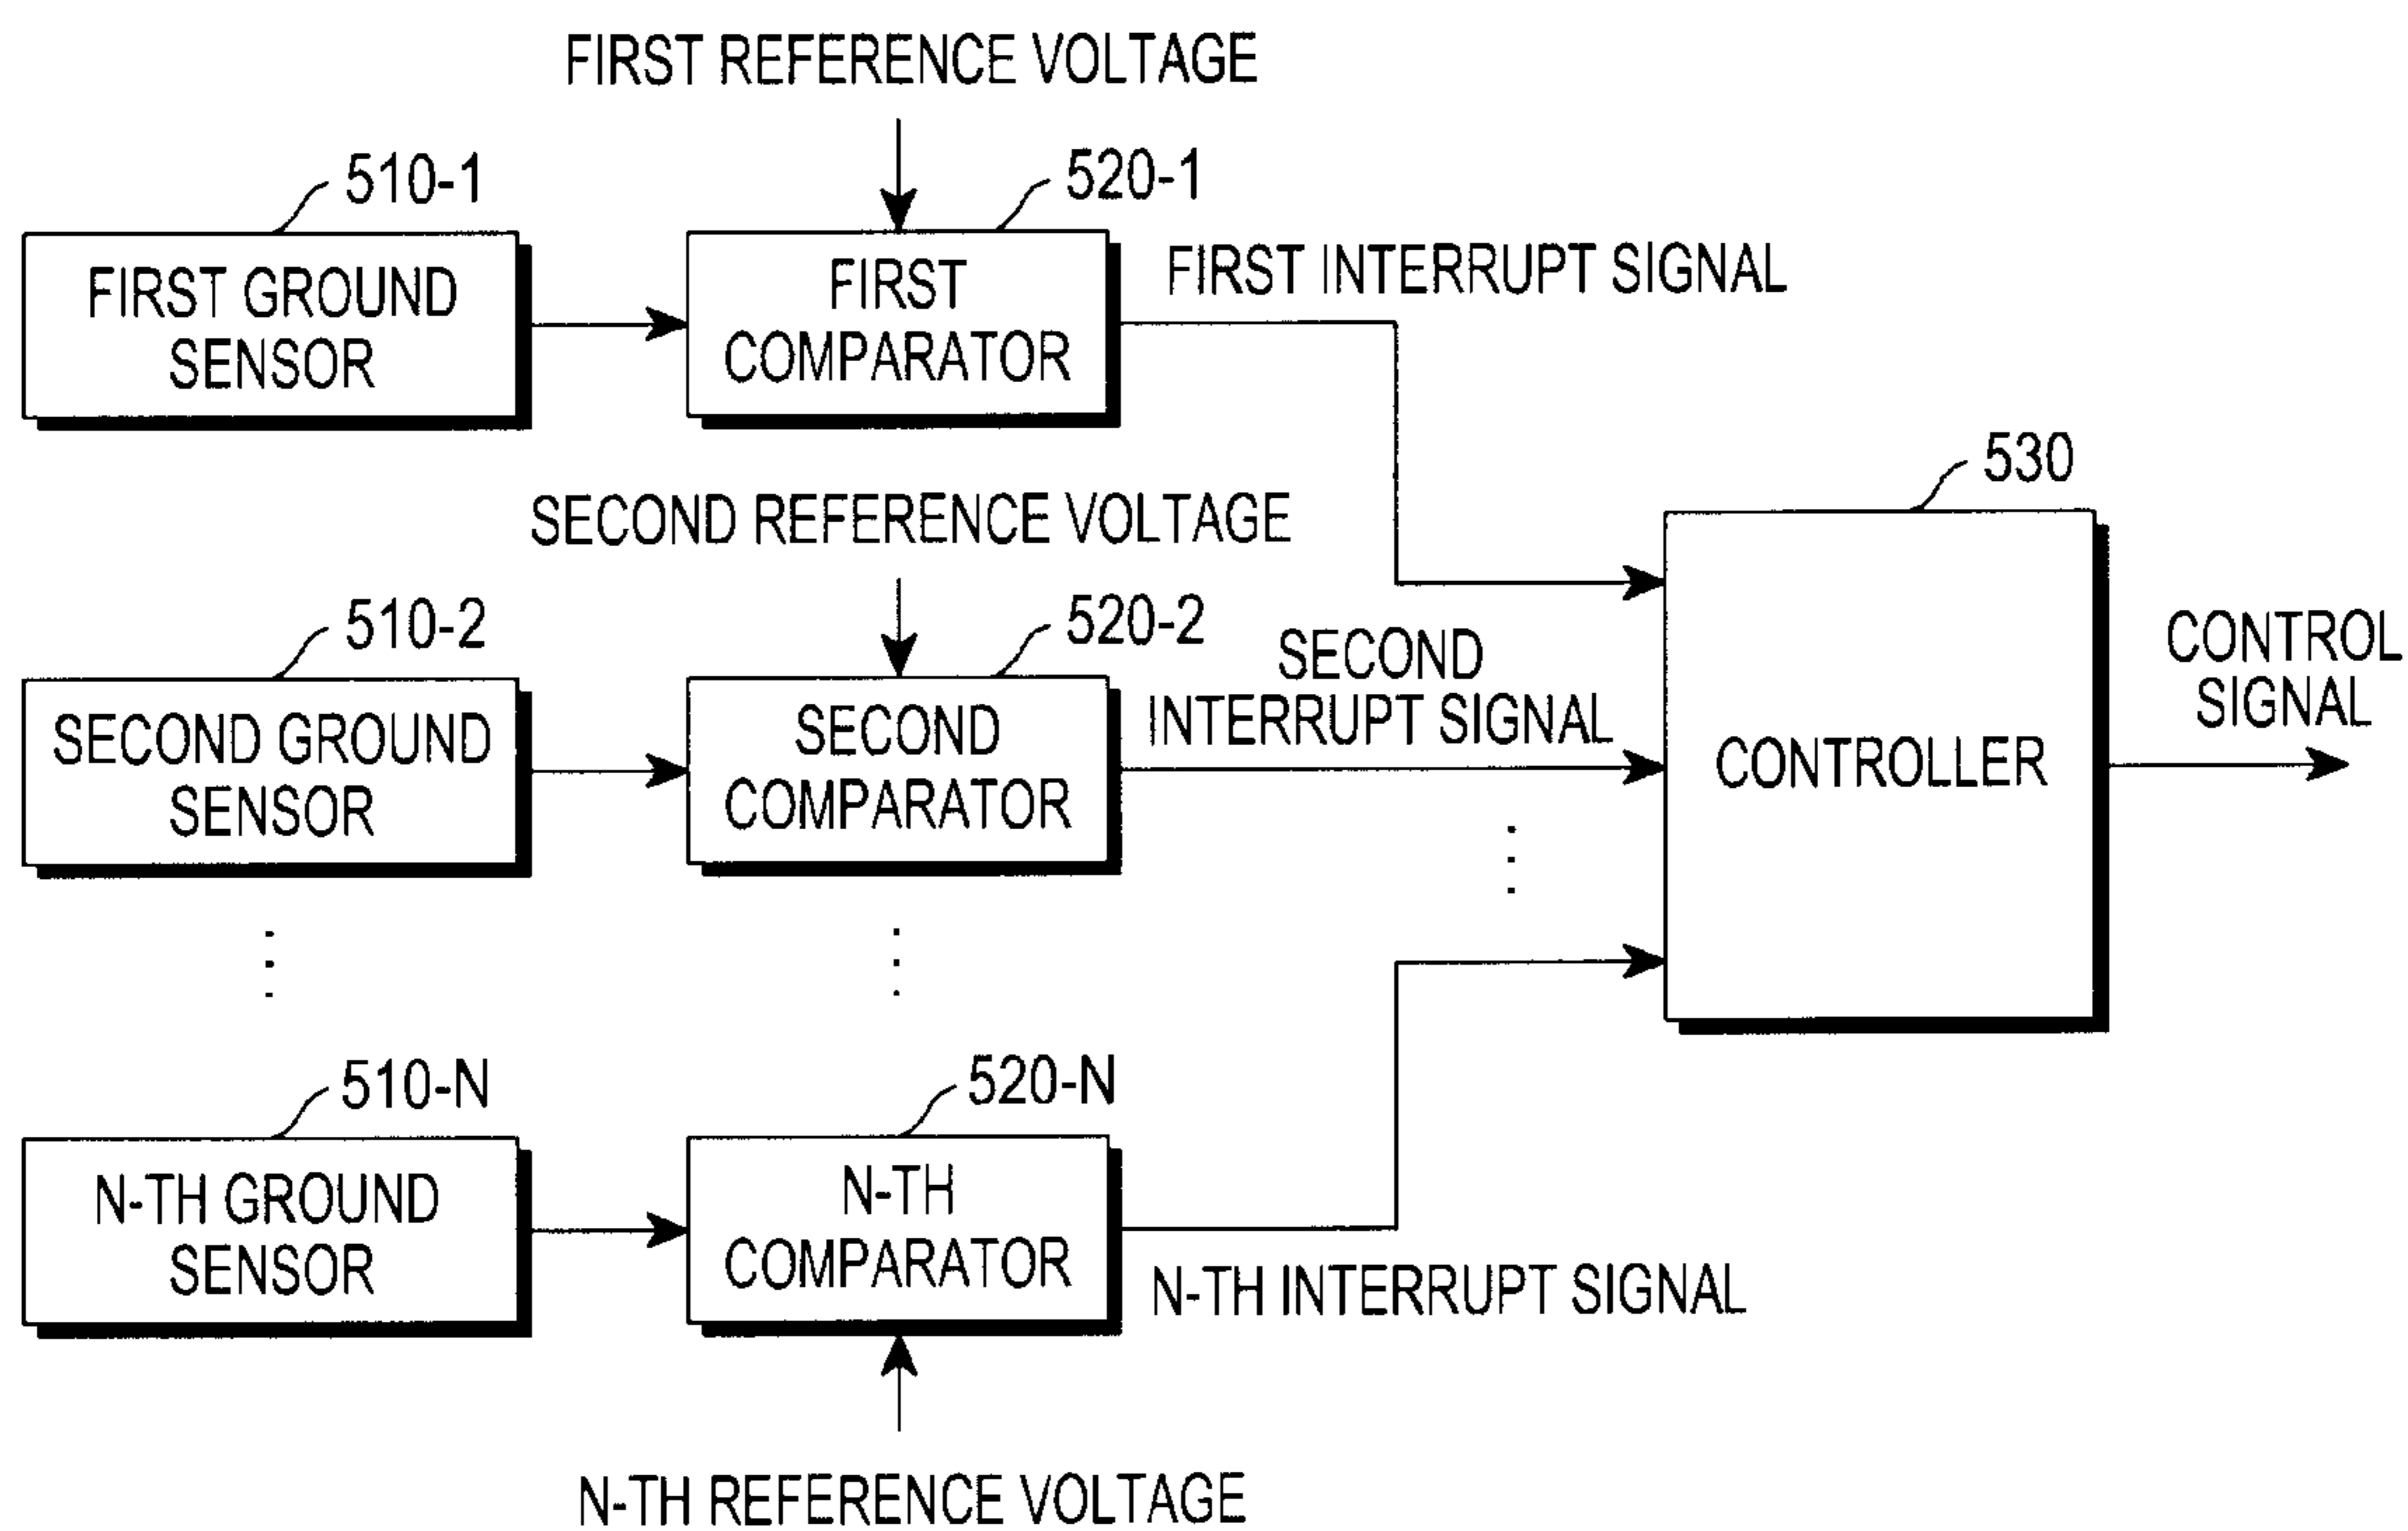 FIRST REFERENCE VOLTAGE
510-1
520-1
FIRST GROUND
SENSOR
FIRST
COMPARATOR
FIRST INTERRUPT SIGNAL
530
SECOND REFERENCE VOLTAGE
510-2
520-2
SECOND GROUND
SENSOR
SECOND
COMPARATOR
SECOND
INTERRUPT SIGNAL
CONTROLLER
CONTROL
SIGNAL
510-N
520-N
N-TH GROUND
SENSOR
N-TH
COMPARATOR
N-TH INTERRUPT SIGNAL
N-TH REFERENCE VOLTAGE